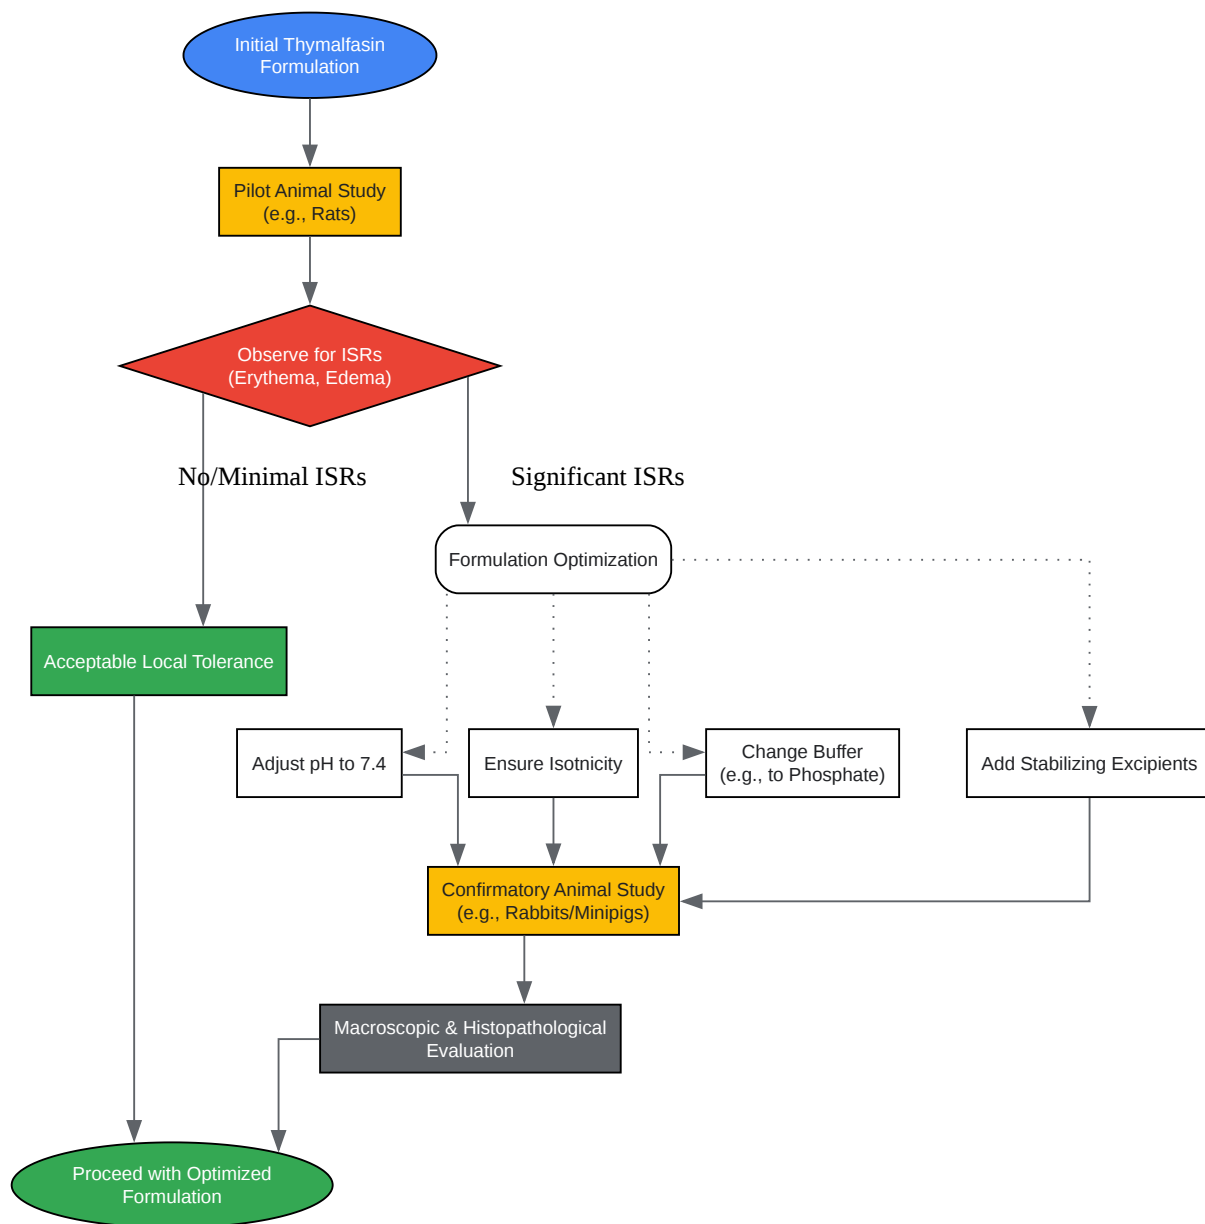 Initial Thymalfasin
Formulation
Pilot Animal Study
(e.g., Rats)
Observe for ISRs
(Erythema, Edema)
No/Minimal ISRs
Significant ISRs
Formulation Optimization
Acceptable Local Tolerance
Adjust pH to 7.4
Ensure Isotnicity
Change Buffer
(e.g., to Phosphate)
Add Stabilizing Excipients
Confirmatory Animal Study
(e.g., Rabbits/Minipigs)
Macroscopic & Histopathological
Evaluation
Proceed with Optimized
Formulation